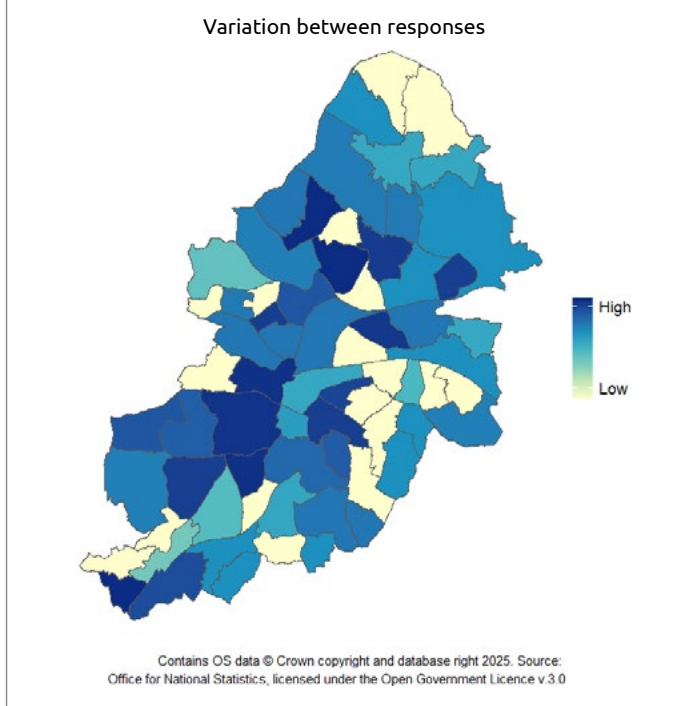 Variation between responses
High
Low
Contains OS data © Crown copyright and database right 2025. Source:
Office for National Statistics, licensed under the Open Government Licence v.3.0